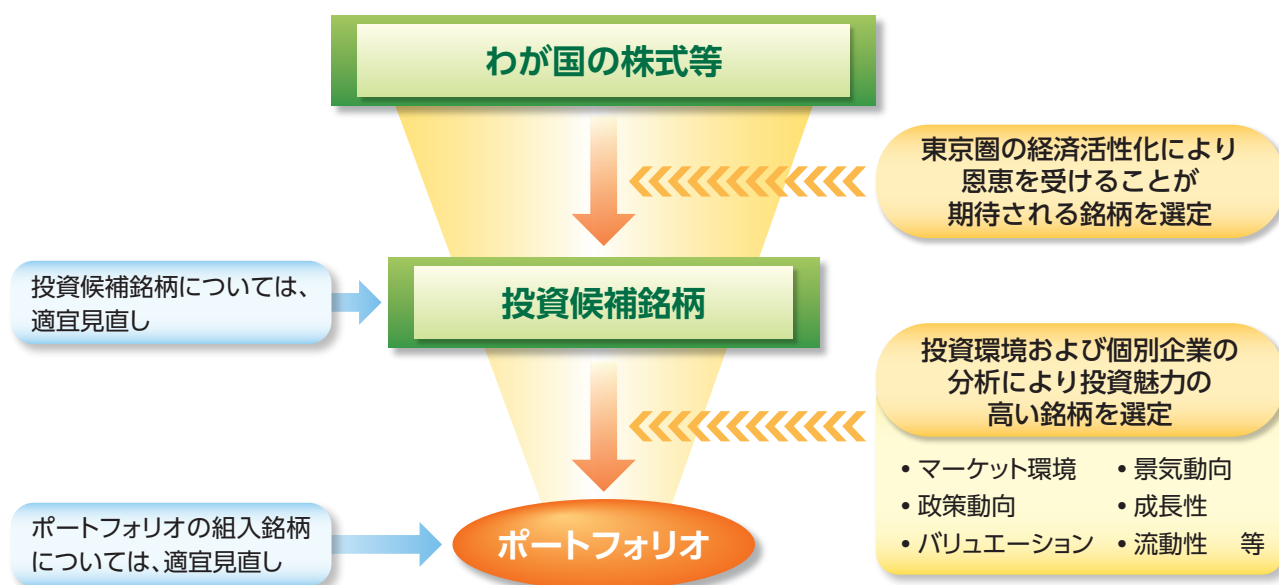 わが国の株式等
東京圏の経済活性化により
恩恵を受けることが
期待される銘柄を選定
投資候補銘柄については、
適宜見直し
投資候補銘柄
投資環境および個別企業の
分析により投資魅力の
高い銘柄を選定
• マーケット環境 • 景気動向
• 政策動向 • 成長性
• バリュエーション • 流動性 等
ポートフォリオの組入銘柄
については、適宜見直し
ポートフォリオ